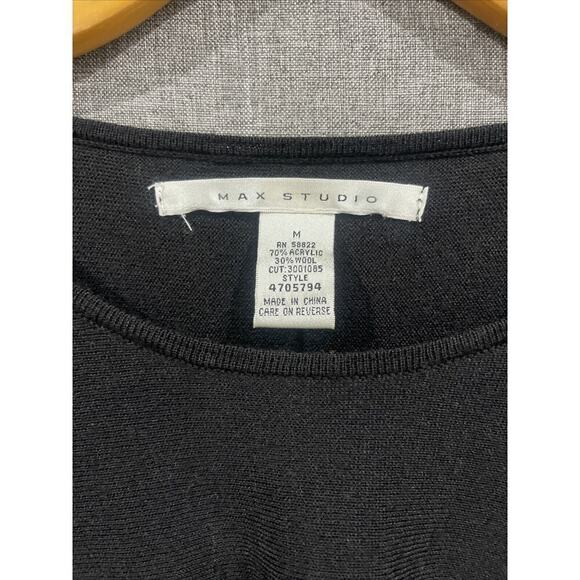 MAX STUDIO
M
RN 58822
70% ACRYLIC
30% WOOL
CUT:3001085
STYLE
4705794
MADE IN CHINA
CARE ON REVERSE